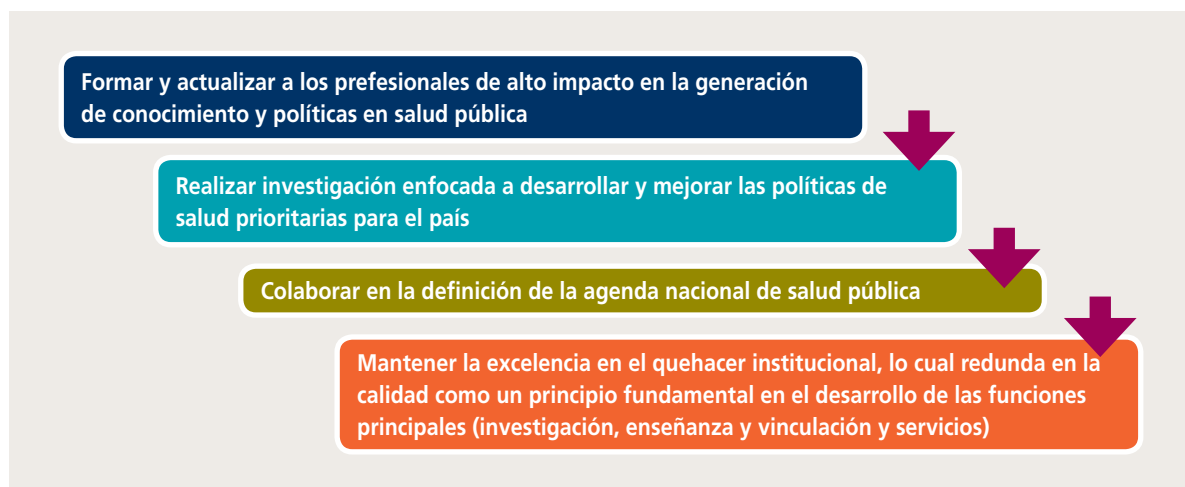 Formar y actualizar a los prefesionales de alto impacto en la generación
de conocimiento y políticas en salud pública
Realizar investigación enfocada a desarrollar y mejorar las políticas de
salud prioritarias para el país
Colaborar en la definición de la agenda nacional de salud pública
Mantener la excelencia en el quehacer institucional, lo cual redunda en la
calidad como un principio fundamental en el desarrollo de las funciones
principales (investigación, enseñanza y vinculación y servicios)